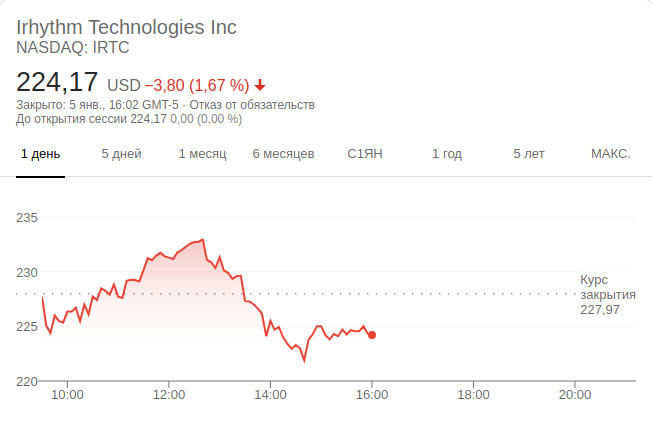 Irhythm Technologies Inc
NASDAQ: IRTC
224,17 USD −3,80 (1,67 %)
Закрыто: 5 янв., 16:02 GMT-5 · Отказ от обязательств
До открытия сессии 224,17 0,00 (0,00 %)
1 день 5 дней 1 месяц 6 месяцев С1ЯН 1 год 5 лет МАКС.
235
230
Курс
закрытия
227,97
225
220
10:00 12:00 14:00 16:00 18:00 20:00